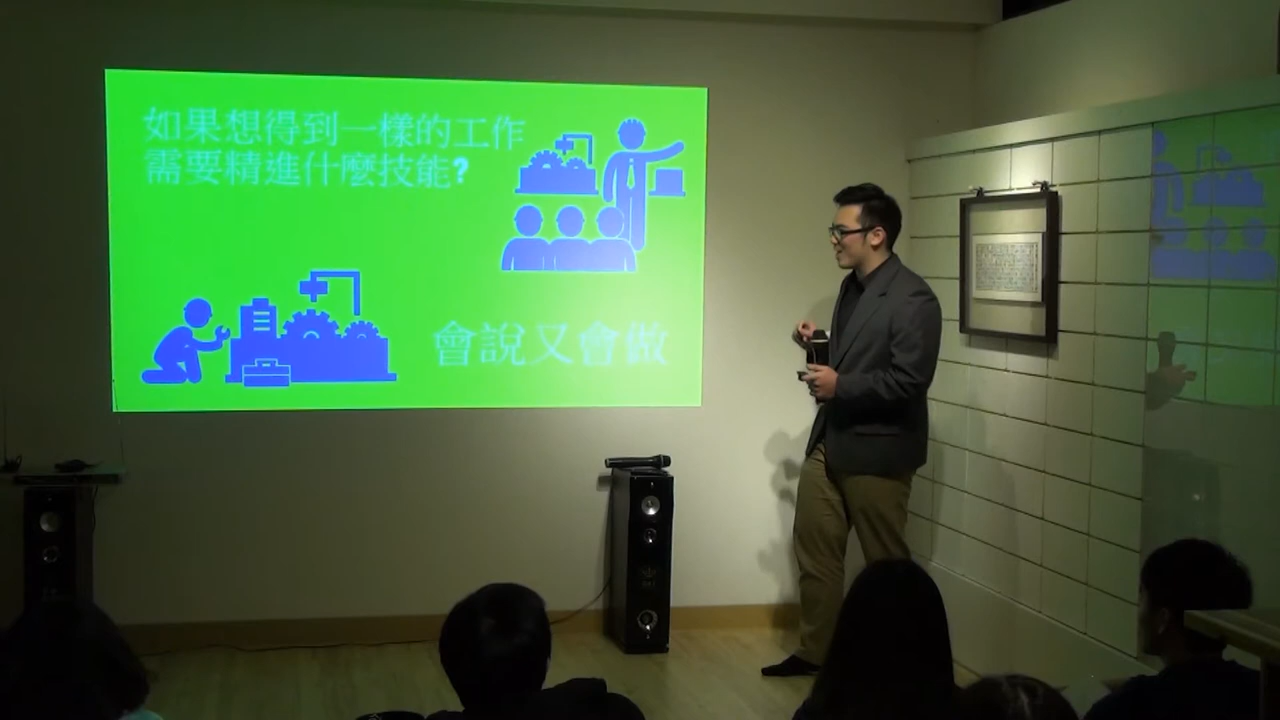 如果想得到一樣的工作
需要精進什麼技能?
會說又會做